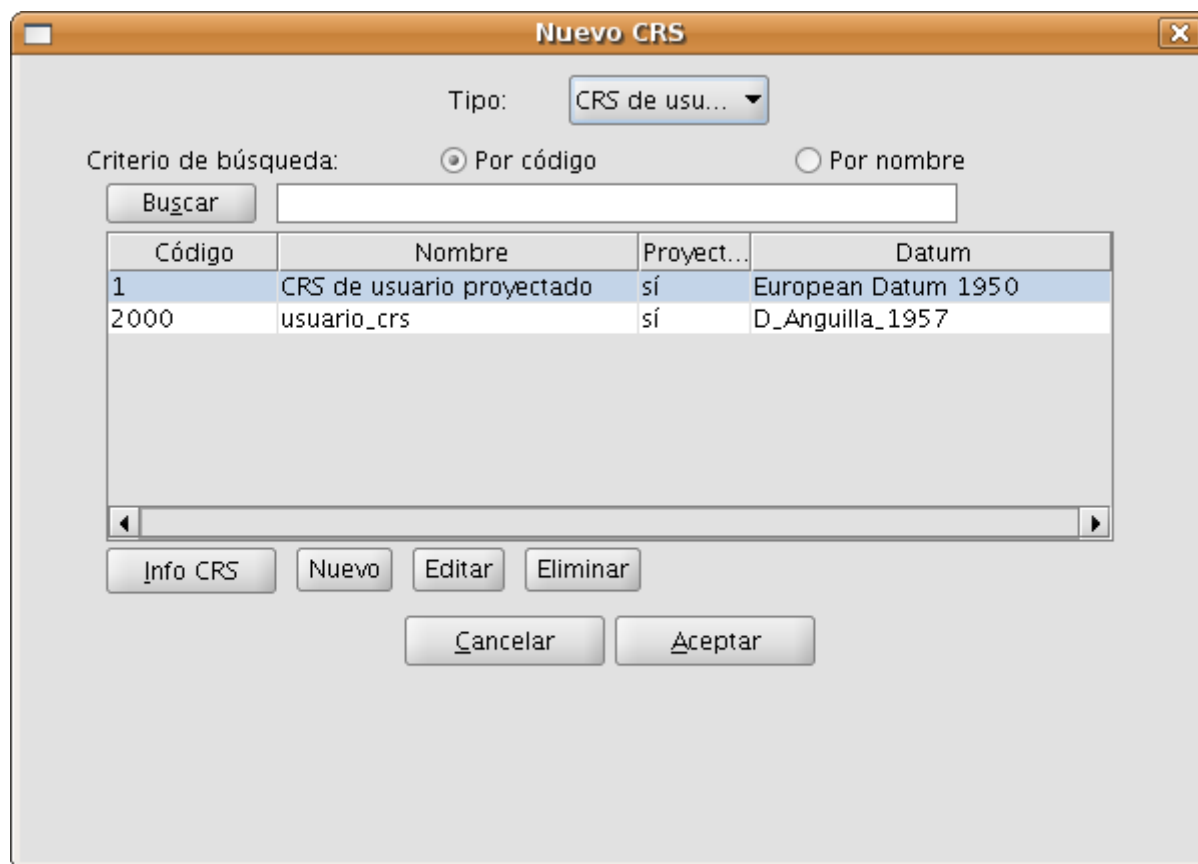 Nuevo CRS
Tipo: CRS de usu...
Criterio de búsqueda: Por código Por nombre
Buscar
Código Nombre Proyect... Datum
1 CRS de usuario proyectado sí European Datum 1950
2000 usuario_crs sí D_Anguilla_1957
Info CRS Nuevo Editar Eliminar
Cancelar Aceptar